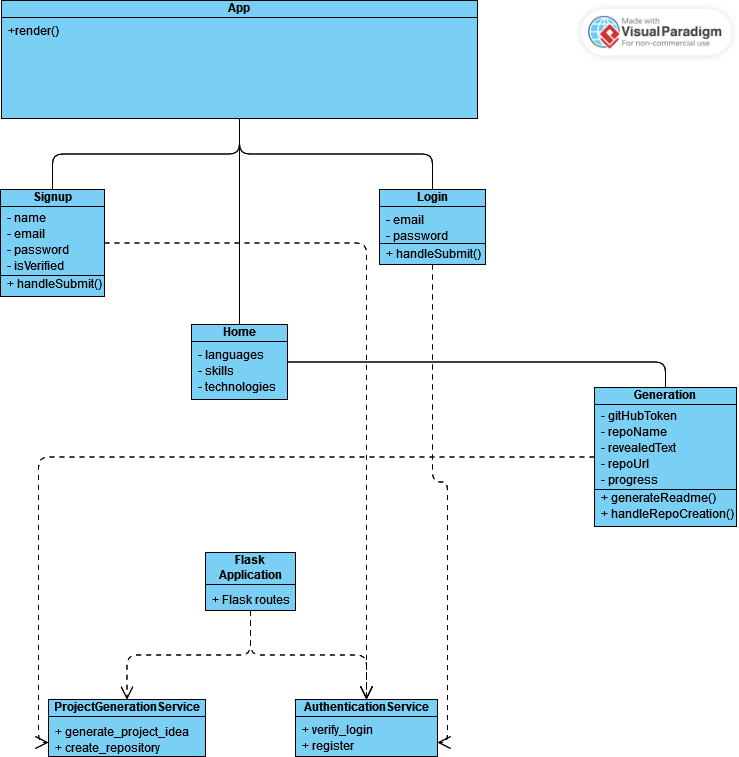 App
+render()
Made with
VisualParadigm
For non-commercial use
Signup
- name
- email
- password
- isVerified
+ handleSubmit()
Login
- email
- password
+ handleSubmit()
Home
- languages
- skills
- technologies
Generation
- gitHubToken
- repoName
- revealedText
- repoUrl
- progress
+ generateReadme()
+ handleRepoCreation()
Flask
Application
+ Flask routes
ProjectGenerationService
+ generate_project_idea
+ create_repository
AuthenticationService
+ verify_login
+ register